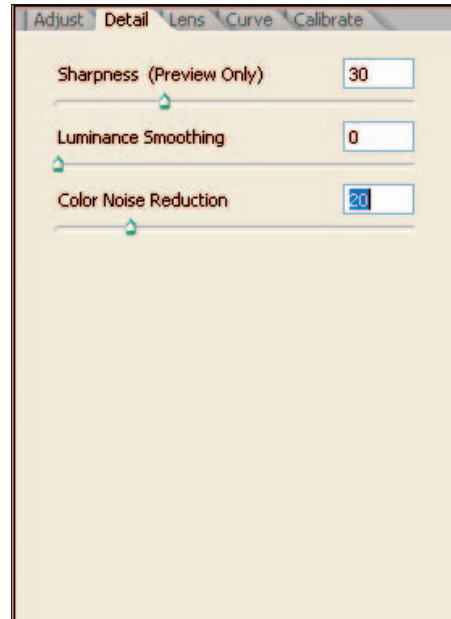 Adjust Detail Lens Curve Calibrate
Sharpness (Preview Only) 30
Luminance Smoothing 0
Color Noise Reduction 20